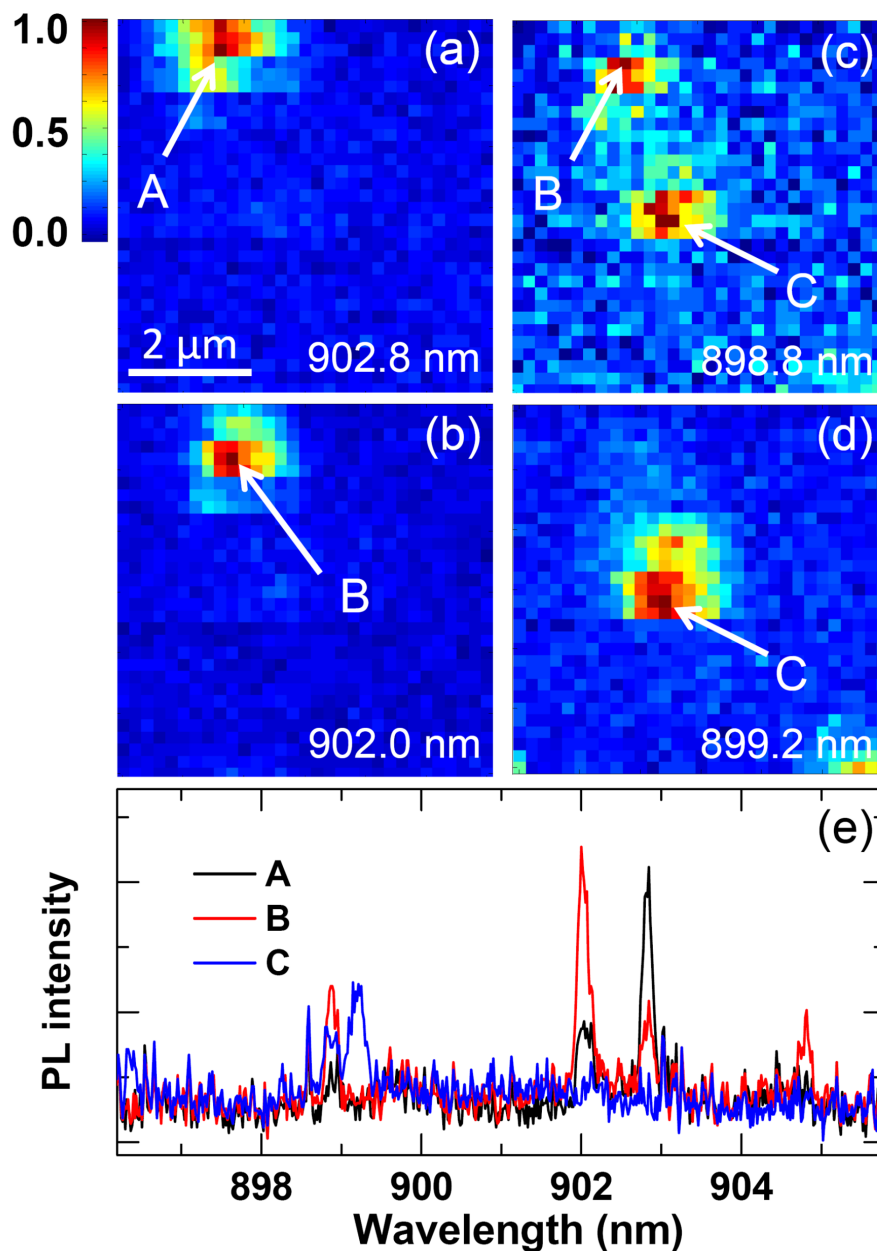 1.0
0.5
0.0
(a)
A
2 μm
902.8 nm
(c)
B
C
898.8 nm
(b)
B
902.0 nm
(d)
C
899.2 nm
(e)
A
B
C
PL intensity
898 900 902 904
Wavelength (nm)